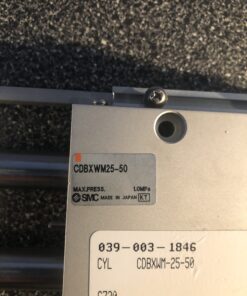 CDBXWM25-50
MAX.PRESS. 1.0MPa
SMC MADE IN JAPAN KT
039-003-1846
CYL CDBXWM-25-50